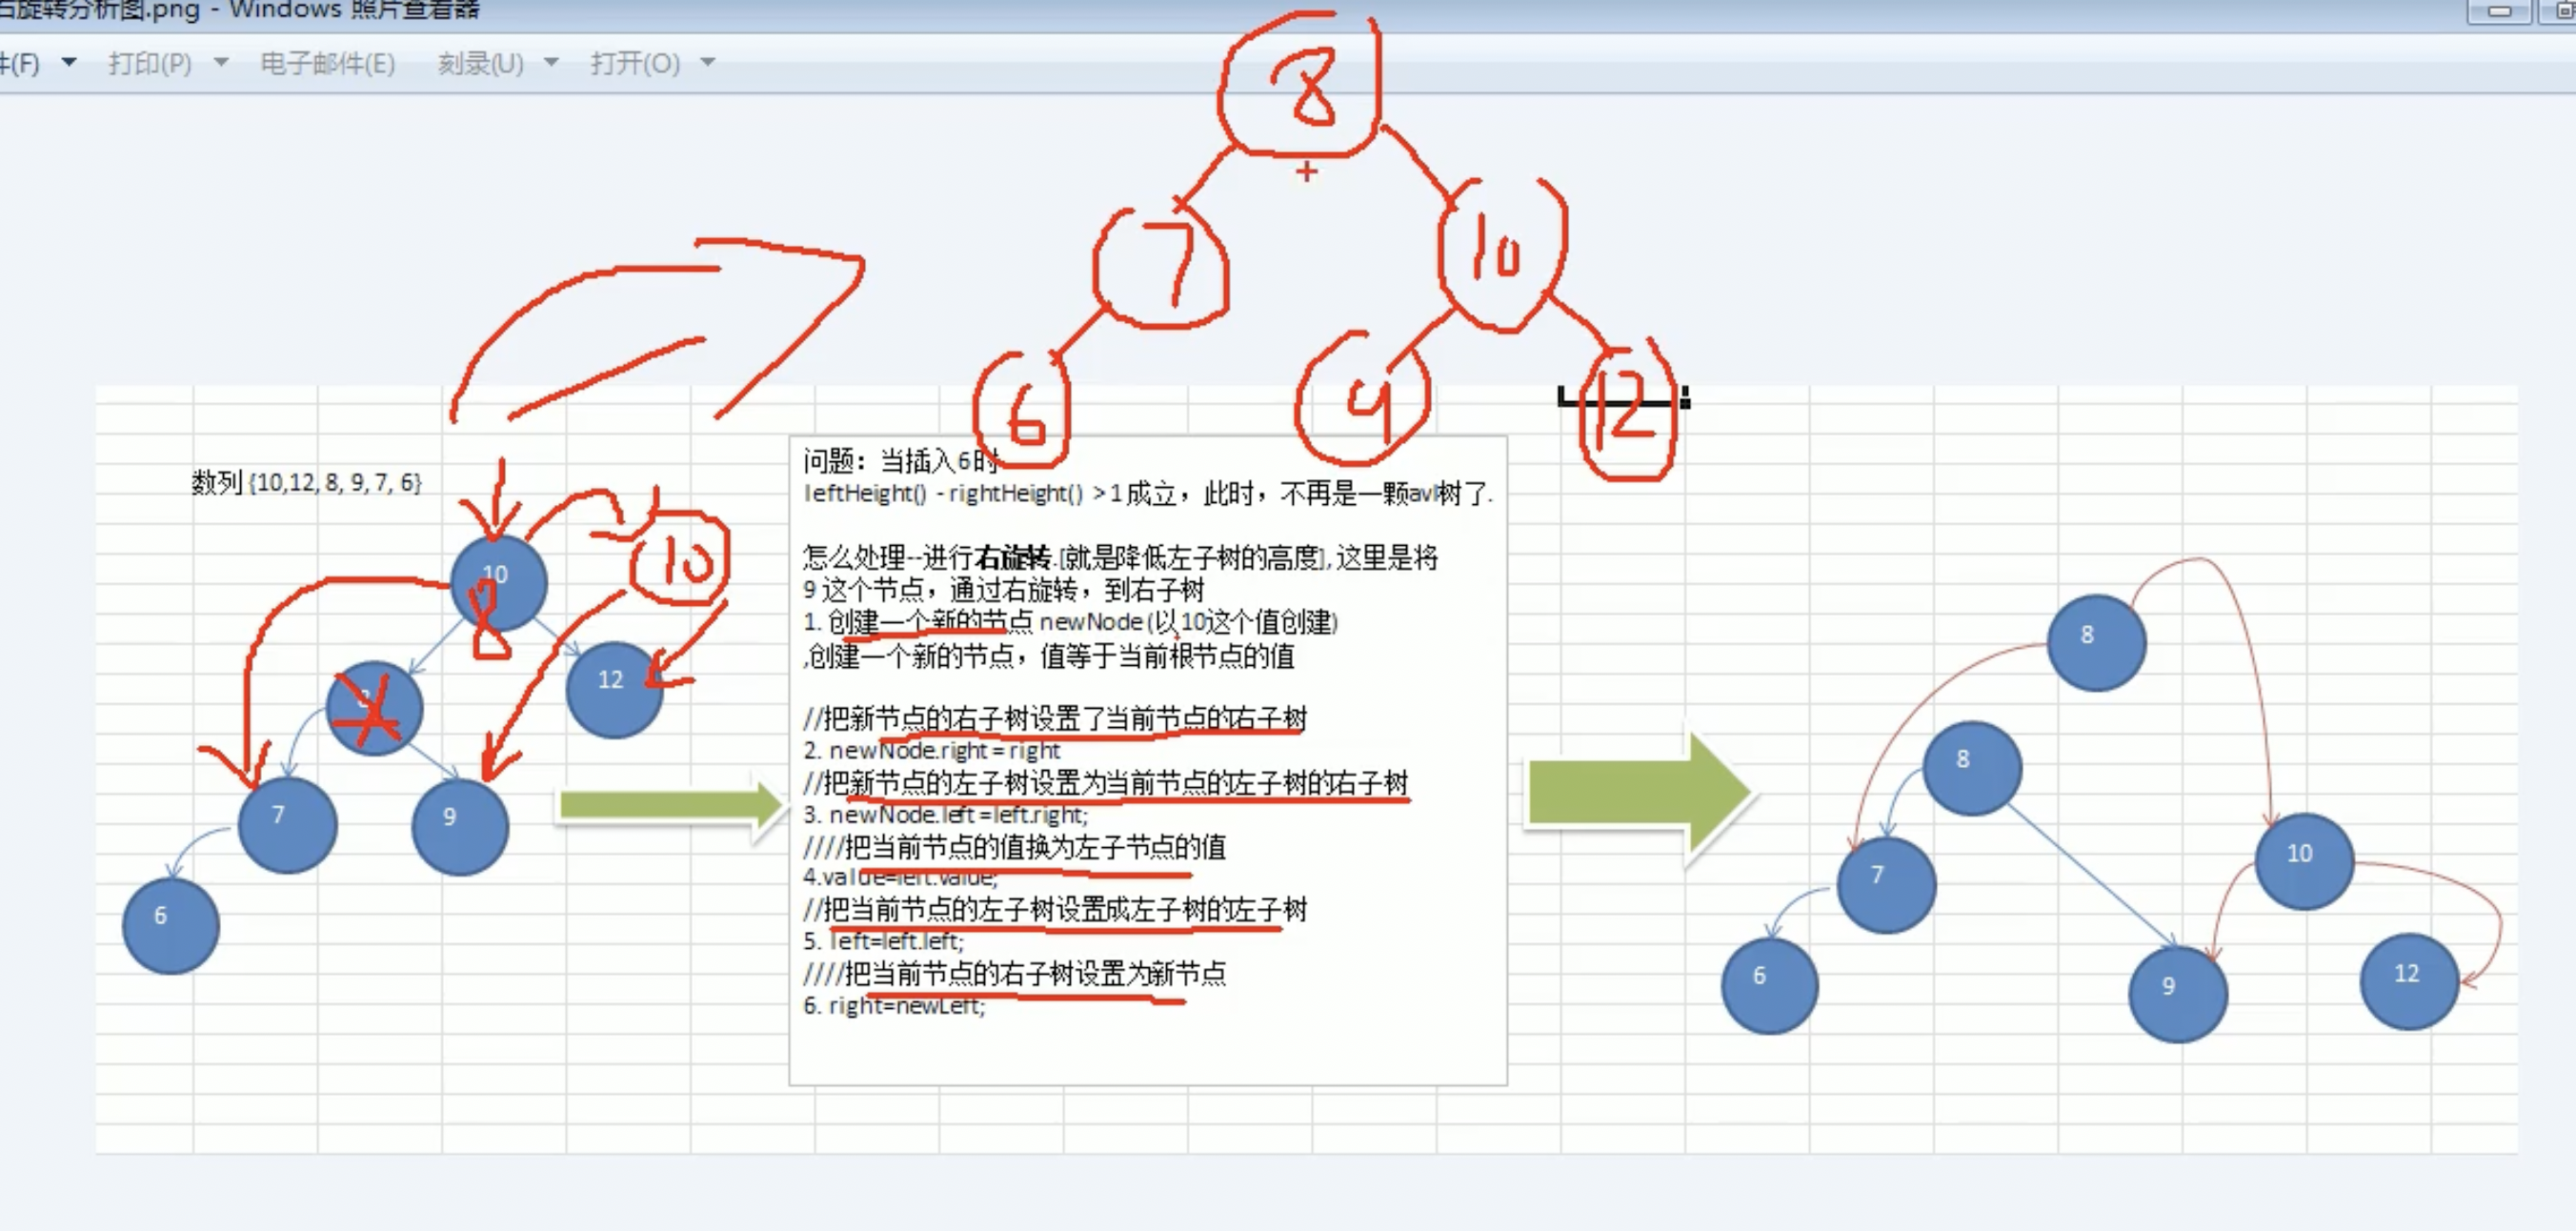 右旋转分析图.png - Windows 照片查看器
件(F) 打印(P) 电子邮件(E) 刻录(U) 打开(O)
8
7 10
6 9 12
数列 {10,12, 8, 9, 7, 6}
10
10
8
12
7
9
6
问题：当插入6时
leftHeight() - rightHeight() > 1 成立，此时，不再是一颗avl树了.
怎么处理--进行右旋转.[就是降低左子树的高度], 这里是将
9 这个节点，通过右旋转，到右子树
1. 创建一个新的节点 newNode (以10这个值创建)
,创建一个新的节点，值等于当前根节点的值
//把新节点的右子树设置了当前节点的右子树
2. newNode.right = right
//把新节点的左子树设置为当前节点的左子树的右子树
3. newNode.left =left.right;
////把当前节点的值换为左子节点的值
4.value=left.value;
//把当前节点的左子树设置成左子树的左子树
5. left=left.left;
////把当前节点的右子树设置为新节点
6. right=newLeft;
8
8
10
7
6
9
12